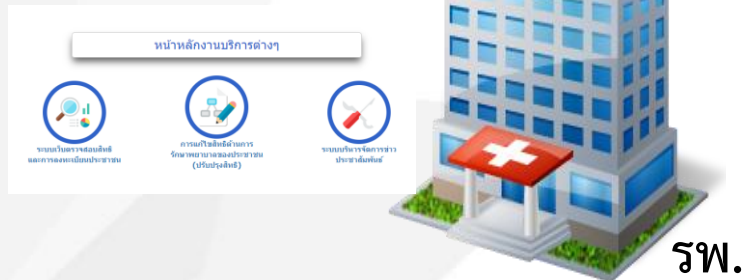 หน้าหลักงานบริการต่างๆ
ระบบเว็บตรวจสอบสิทธิ
และการลงทะเบียนประชาชน
การแก้ไขสิทธิด้านการ
รักษาพยาบาลของประชาชน
(ปรับปรุงสิทธิ)
ระบบบริหารจัดการข่าว
ประชาสัมพันธ์
รพ.